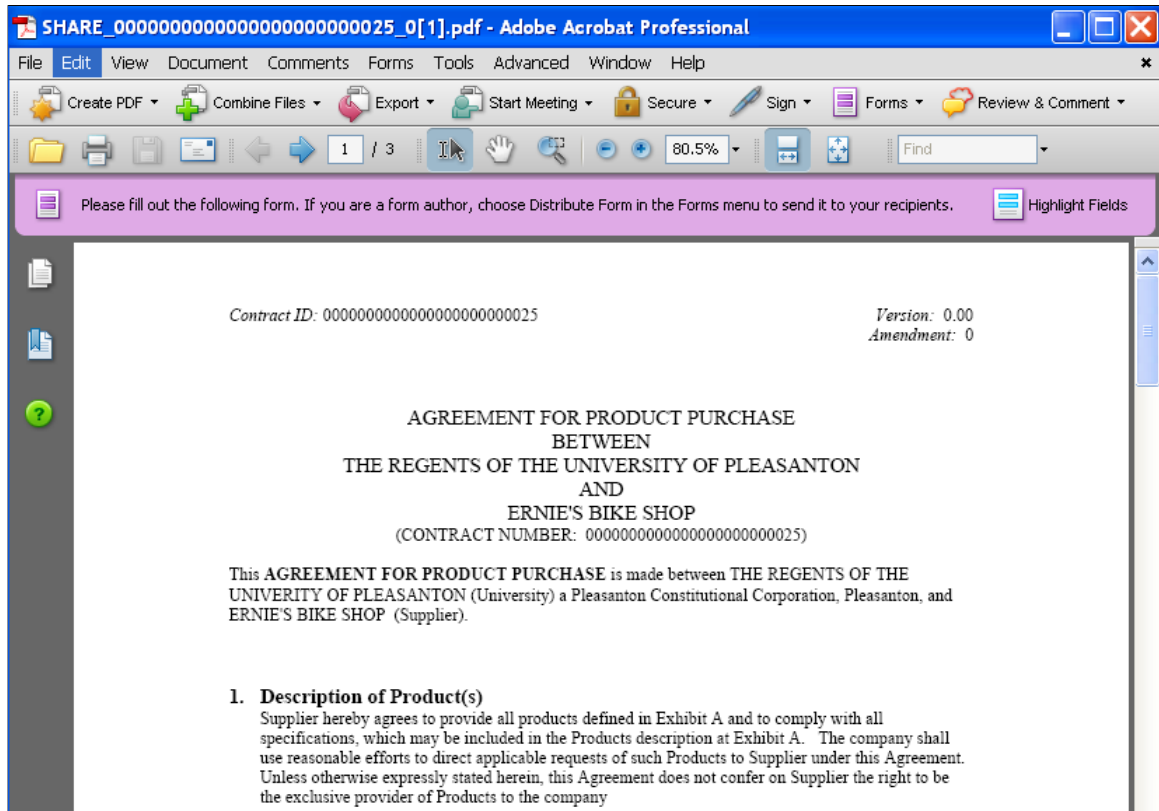 SHARE_0000000000000000000000025_0[1].pdf - Adobe Acrobat Professional
File Edit View Document Comments Forms Tools Advanced Window Help
Create PDF Combine Files Export Start Meeting Secure Sign Forms Review & Comment
1 / 3 80.5% Find
Please fill out the following form. If you are a form author, choose Distribute Form in the Forms menu to send it to your recipients. Highlight Fields
Contract ID: 0000000000000000000000025 Version: 0.00
Amendment: 0
AGREEMENT FOR PRODUCT PURCHASE
BETWEEN
THE REGENTS OF THE UNIVERSITY OF PLEASANTON
AND
ERNIE'S BIKE SHOP
(CONTRACT NUMBER: 0000000000000000000000025)
This AGREEMENT FOR PRODUCT PURCHASE is made between THE REGENTS OF THE
UNIVERITY OF PLEASANTON (University) a Pleasanton Constitutional Corporation, Pleasanton, and
ERNIE'S BIKE SHOP (Supplier).
1. Description of Product(s)
Supplier hereby agrees to provide all products defined in Exhibit A and to comply with all
specifications, which may be included in the Products description at Exhibit A. The company shall
use reasonable efforts to direct applicable requests of such Products to Supplier under this Agreement.
Unless otherwise expressly stated herein, this Agreement does not confer on Supplier the right to be
the exclusive provider of Products to the company